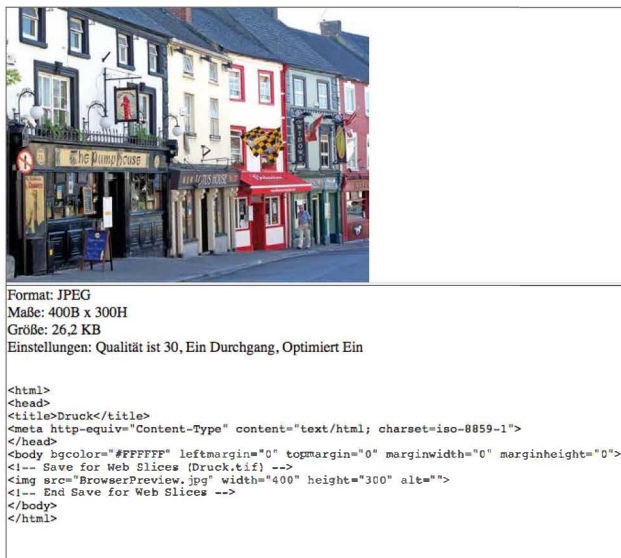 The Pumphouse
LOTUS HOUSE
WIDOWS
Format: JPEG
Maße: 400B x 300H
Größe: 26,2 KB
Einstellungen: Qualität ist 30, Ein Durchgang, Optimiert Ein
<html>
<head>
<title>Druck</title>
<meta http-equiv="Content-Type" content="text/html; charset=iso-8859-1">
</head>
<body bgcolor="#FFFFFF" leftmargin="0" topmargin="0" marginwidth="0" marginheight="0">
<!-- Save for Web Slices (Druck.tif) -->
<img src="BrowserPreview.jpg" width="400" height="300" alt="">
<!-- End Save for Web Slices -->
</body>
</html>